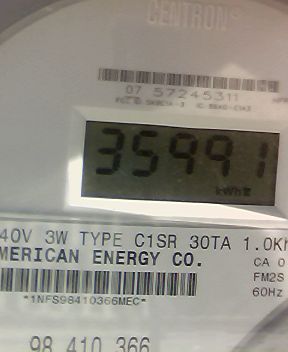 CENTRON®
07 57245311
35991
kWh
40V 3W TYPE C1SR 30TA 1.0Kh
MERICAN ENERGY CO.
CA 0
FM2S
60Hz
*1NFS98410366MEC*
98 410 366